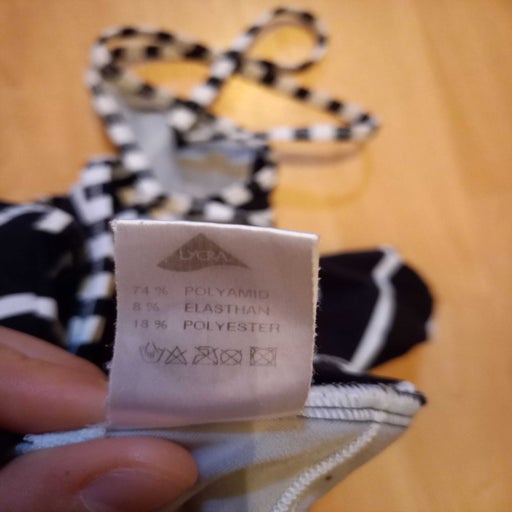 LYCRA
74 % POLYAMID
8 % ELASTHAN
18 % POLYESTER